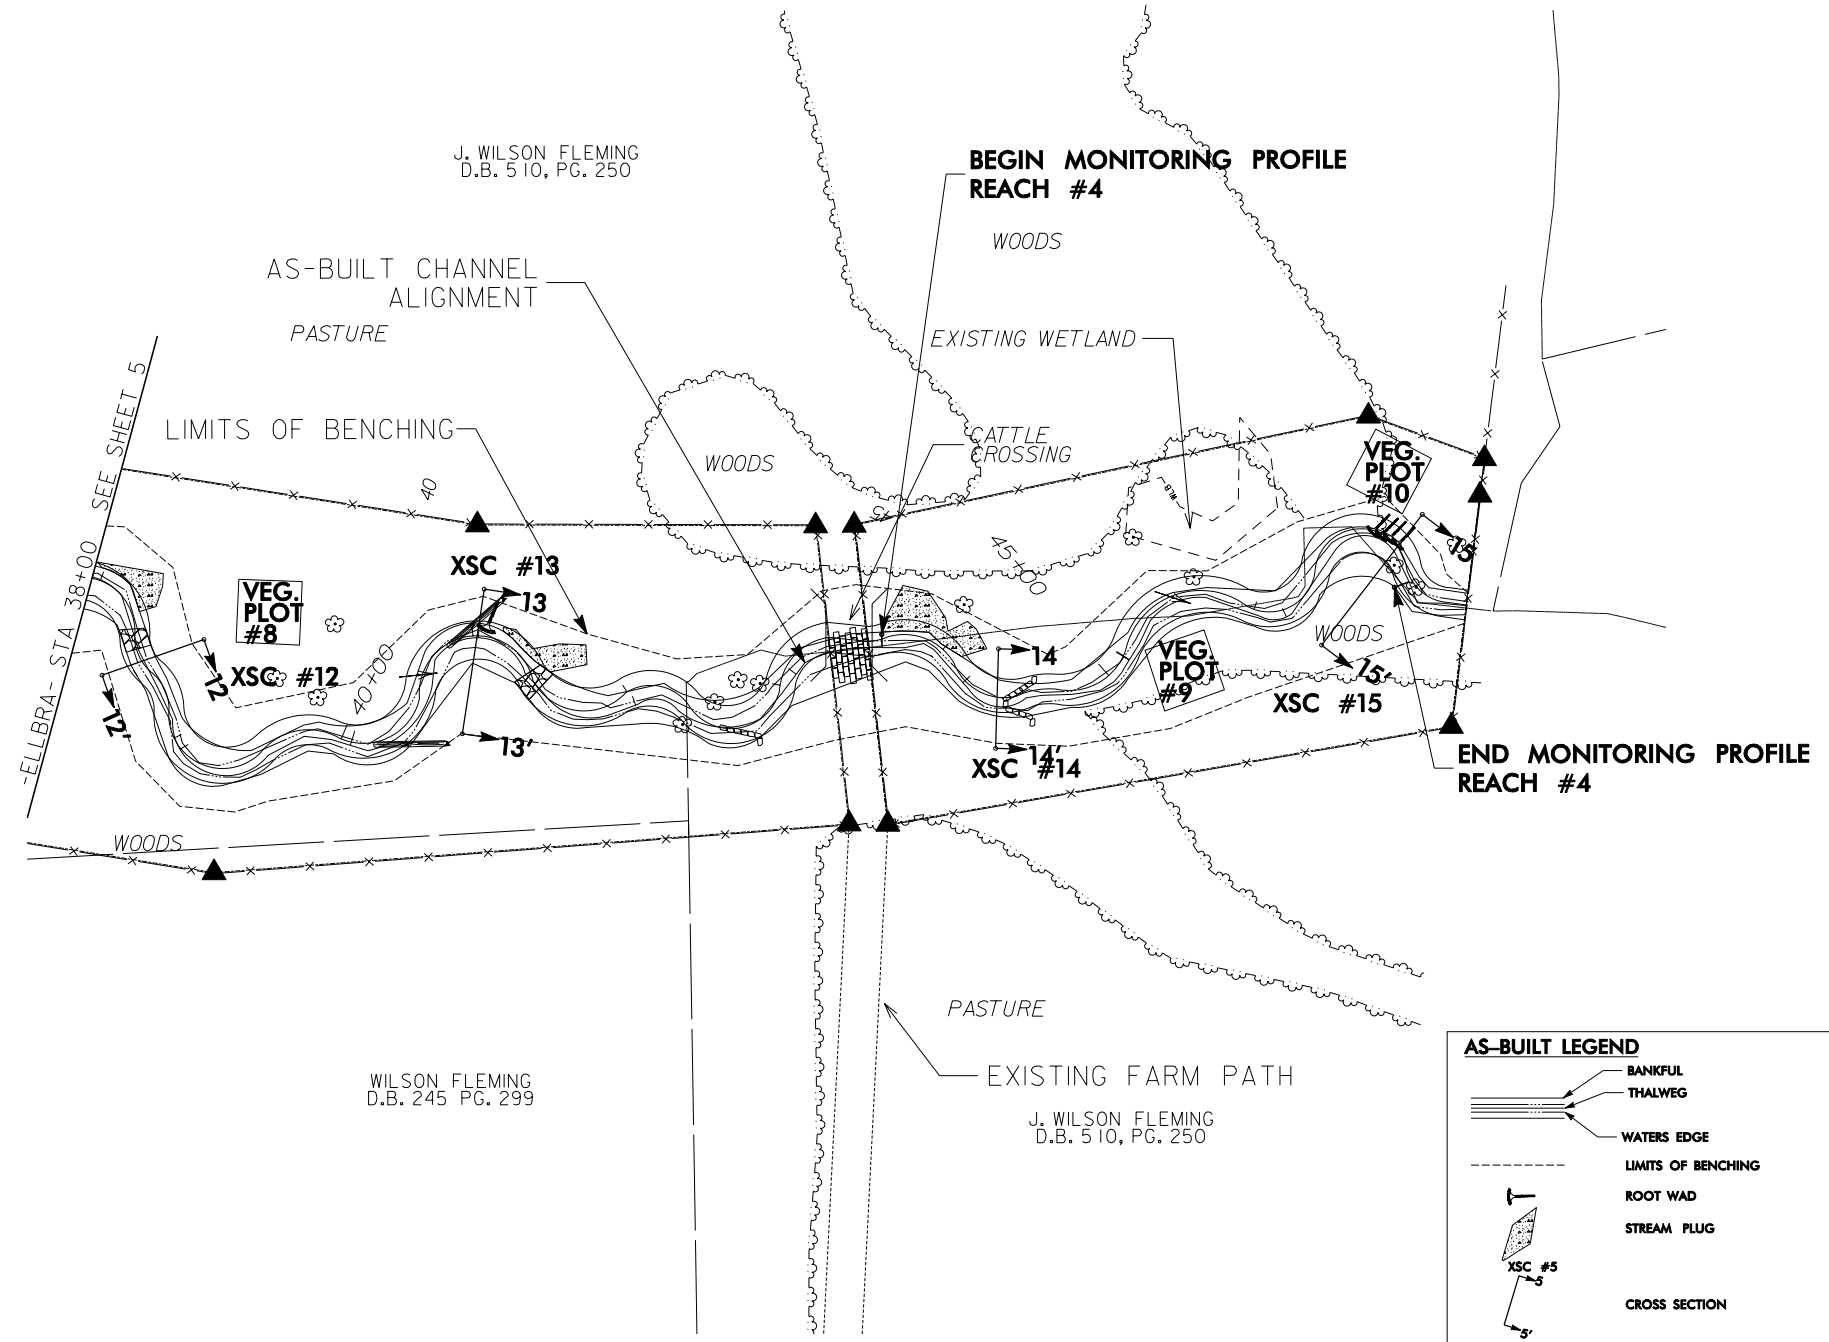 J. WILSON FLEMING
D.B. 510, PG. 250
BEGIN MONITORING PROFILE
REACH #4
WOODS
AS-BUILT CHANNEL
ALIGNMENT
PASTURE
EXISTING WETLAND
SEE SHEET 5
-ELLBRA- STA 38+00
LIMITS OF BENCHING
WOODS
CATTLE
CROSSING
VEG.
PLOT
#10
40
WLB
45+00
15
XSC #13
13
VEG.
PLOT
#8
XSC #12
12
12'
40+00
13'
14
14'
XSC #14
VEG.
PLOT
#9
WOODS
15'
XSC #15
END MONITORING PROFILE
REACH #4
WOODS
PASTURE
EXISTING FARM PATH
WILSON FLEMING
D.B. 245 PG. 299
J. WILSON FLEMING
D.B. 510, PG. 250
AS-BUILT LEGEND
BANKFUL
THALWEG
WATERS EDGE
LIMITS OF BENCHING
ROOT WAD
STREAM PLUG
XSC #5
5
CROSS SECTION
5'